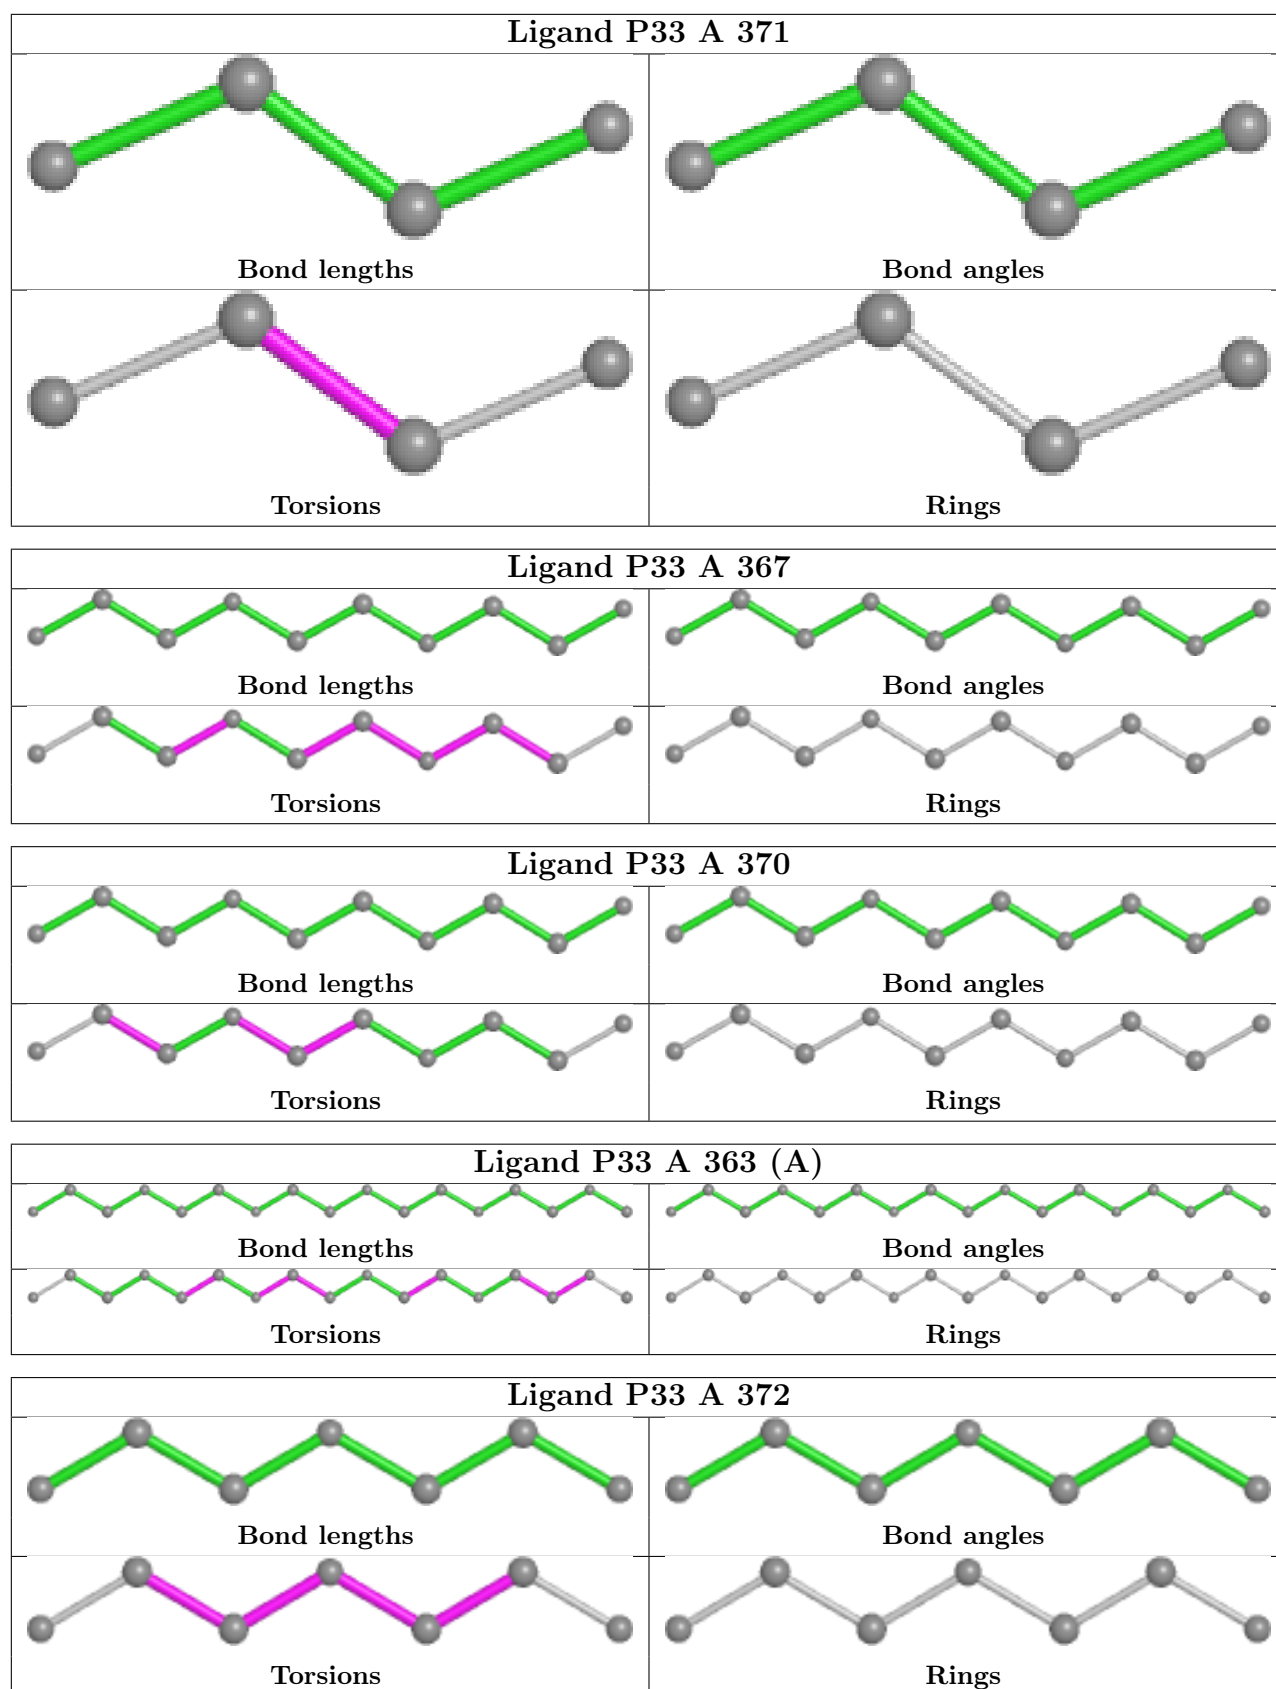 Ligand P33 A 371
Bond lengths
Bond angles
Torsions
Rings
Ligand P33 A 367
Bond lengths
Bond angles
Torsions
Rings
Ligand P33 A 370
Bond lengths
Bond angles
Torsions
Rings
Ligand P33 A 363 (A)
Bond lengths
Bond angles
Torsions
Rings
Ligand P33 A 372
Bond lengths
Bond angles
Torsions
Rings